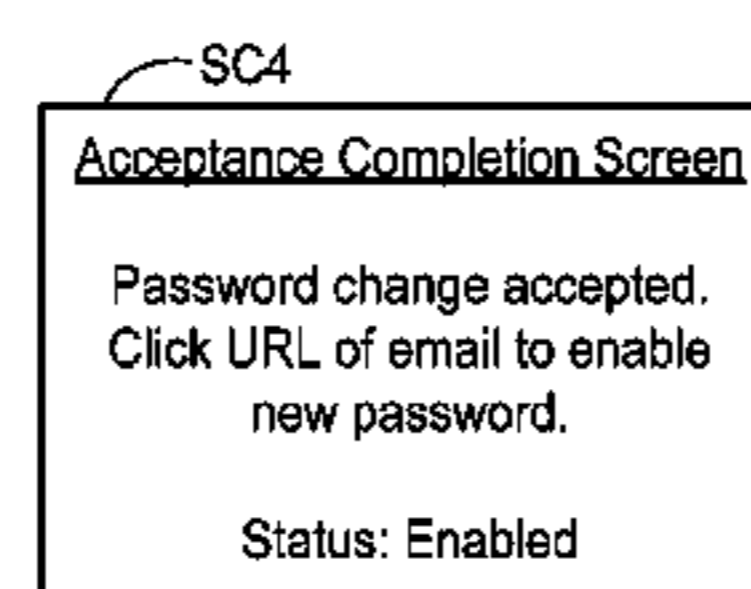 SC4
Acceptance Completion Screen
Password change accepted.
Click URL of email to enable
new password.
Status: Enabled